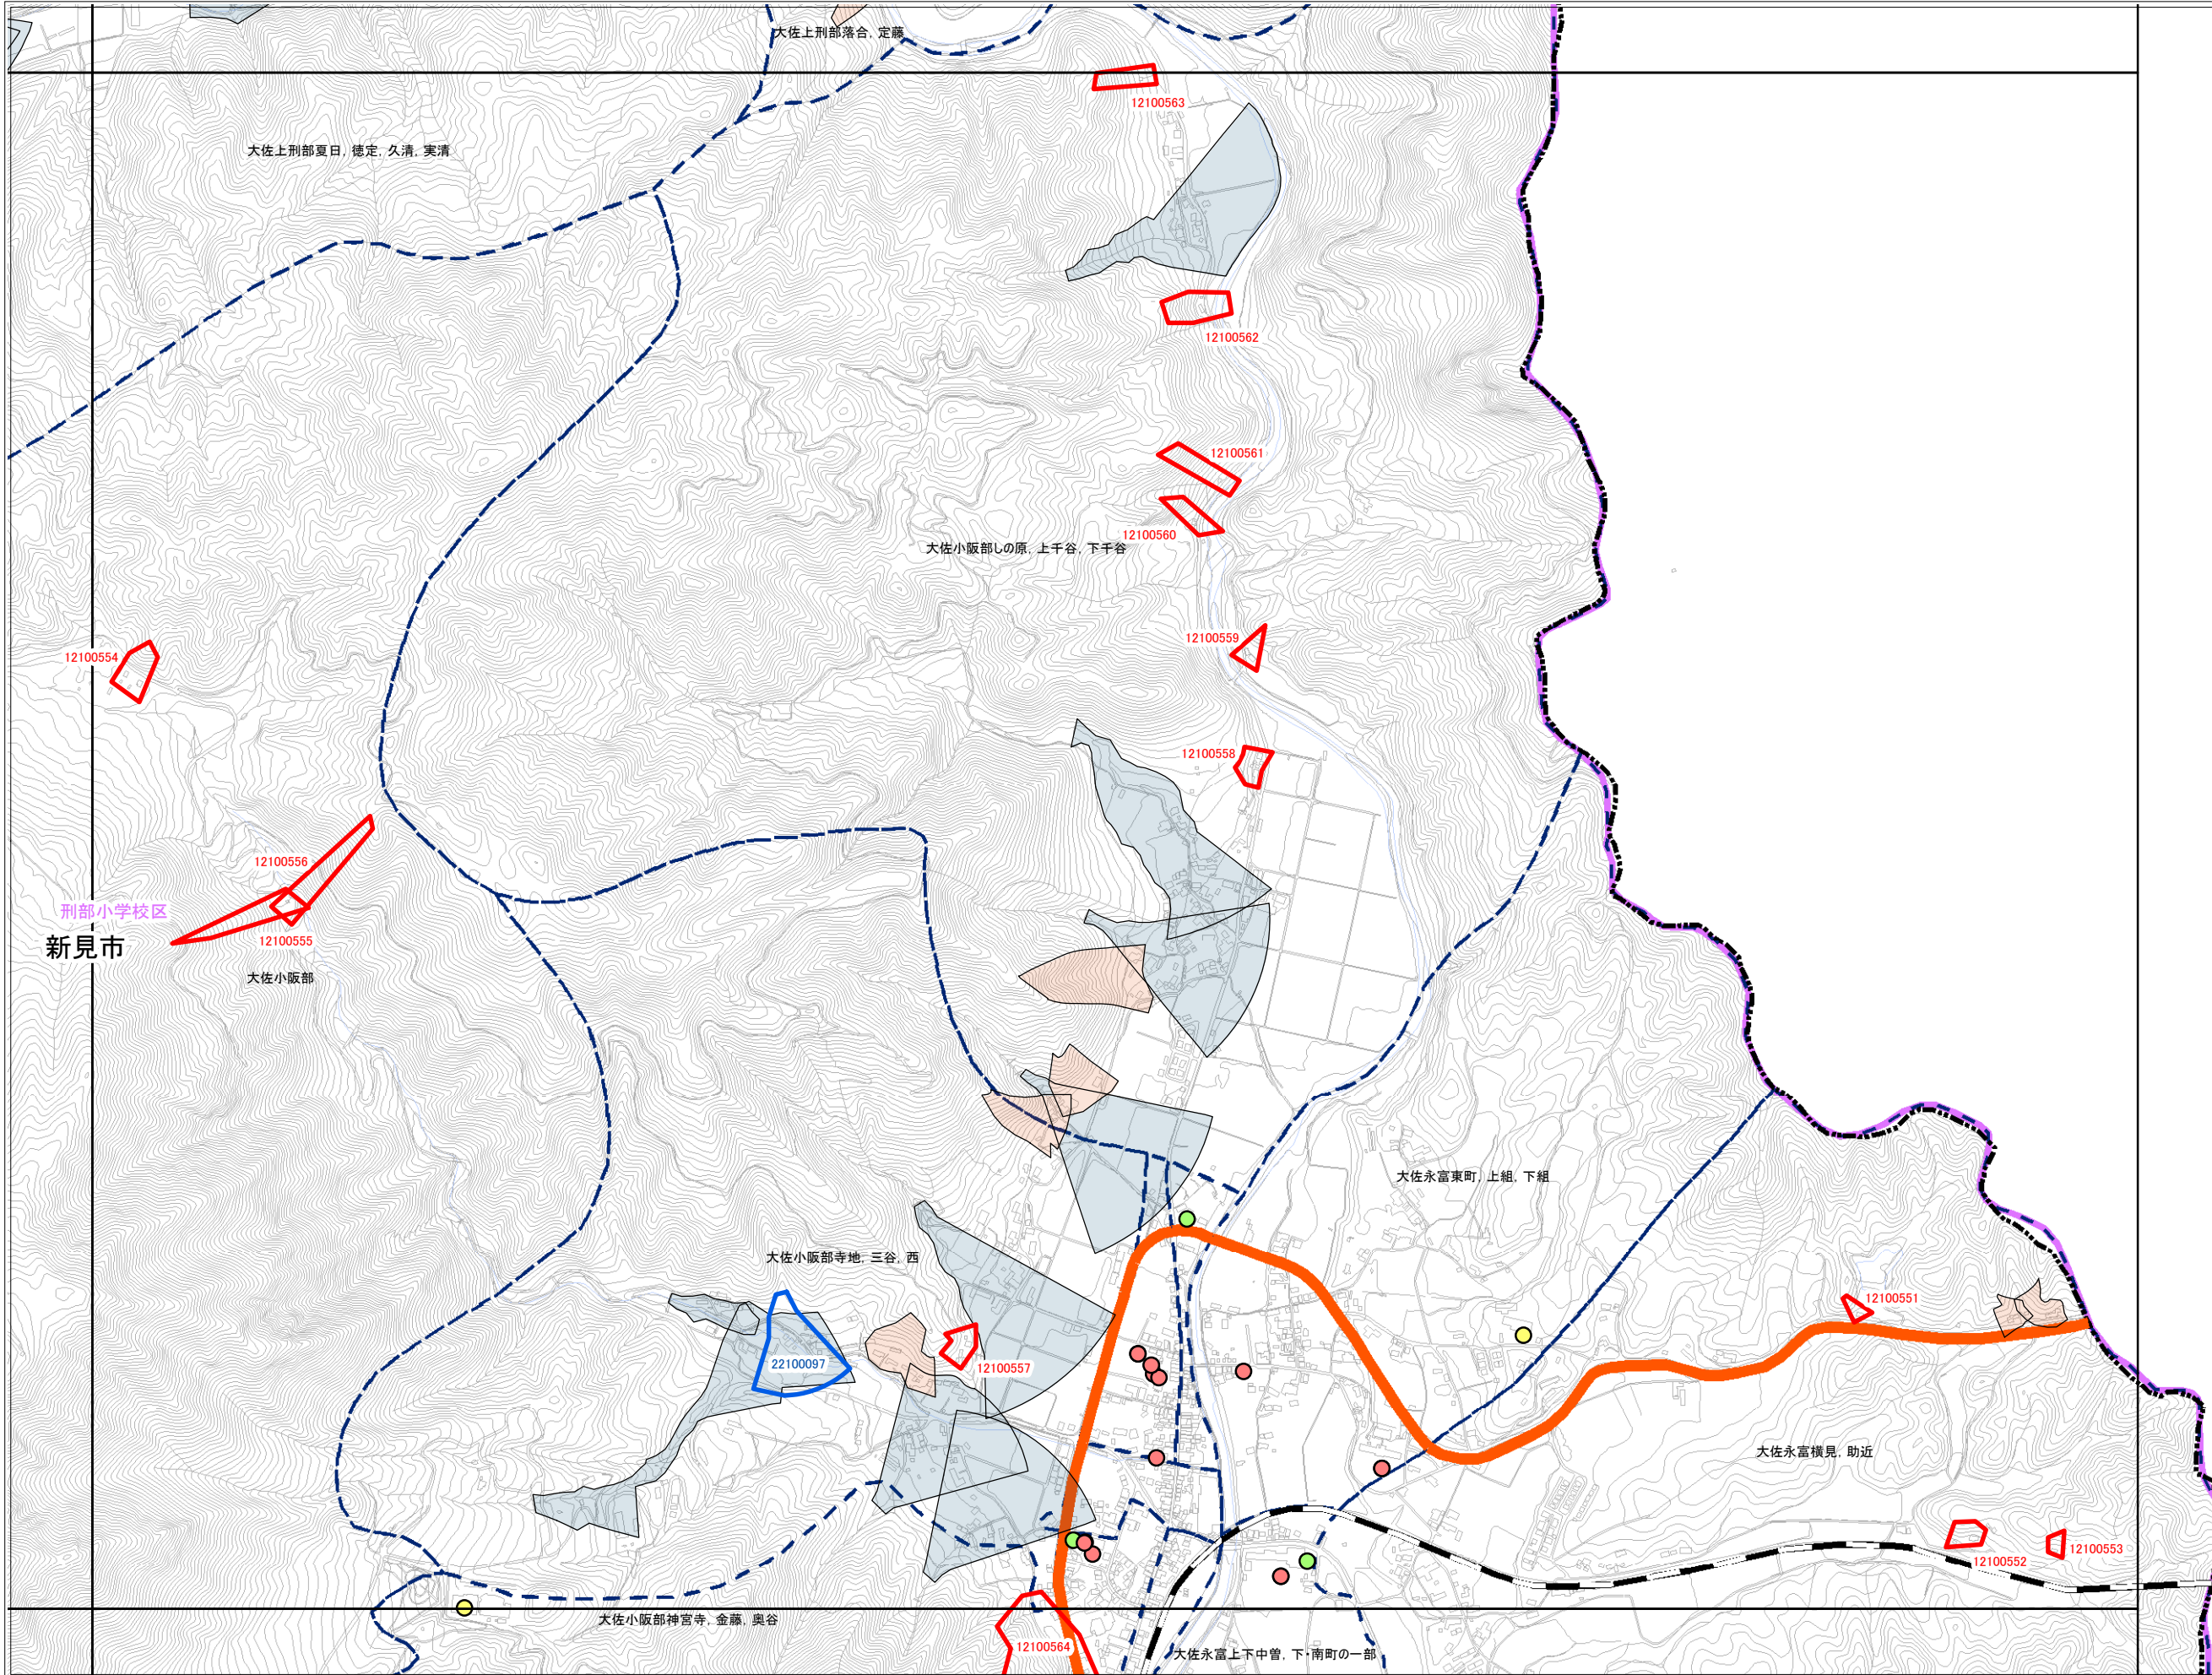 大佐上刑部落合, 定藤
12100563
大佐上刑部夏日, 徳定, 久清, 実清
12100562
12100561
12100560
大佐小阪部しの原, 上千谷, 下千谷
12100559
12100554
12100558
12100556
刑部小学校区
12100555
新見市
大佐小阪部
大佐永富東町, 上組, 下組
大佐小阪部寺地, 三谷, 西
12100551
22100097
12100557
大佐永富横見, 助近
12100553
12100552
大佐小阪部神宮寺, 金藤, 奥谷
12100564
大佐永富上下中曽, 下・南町の一部